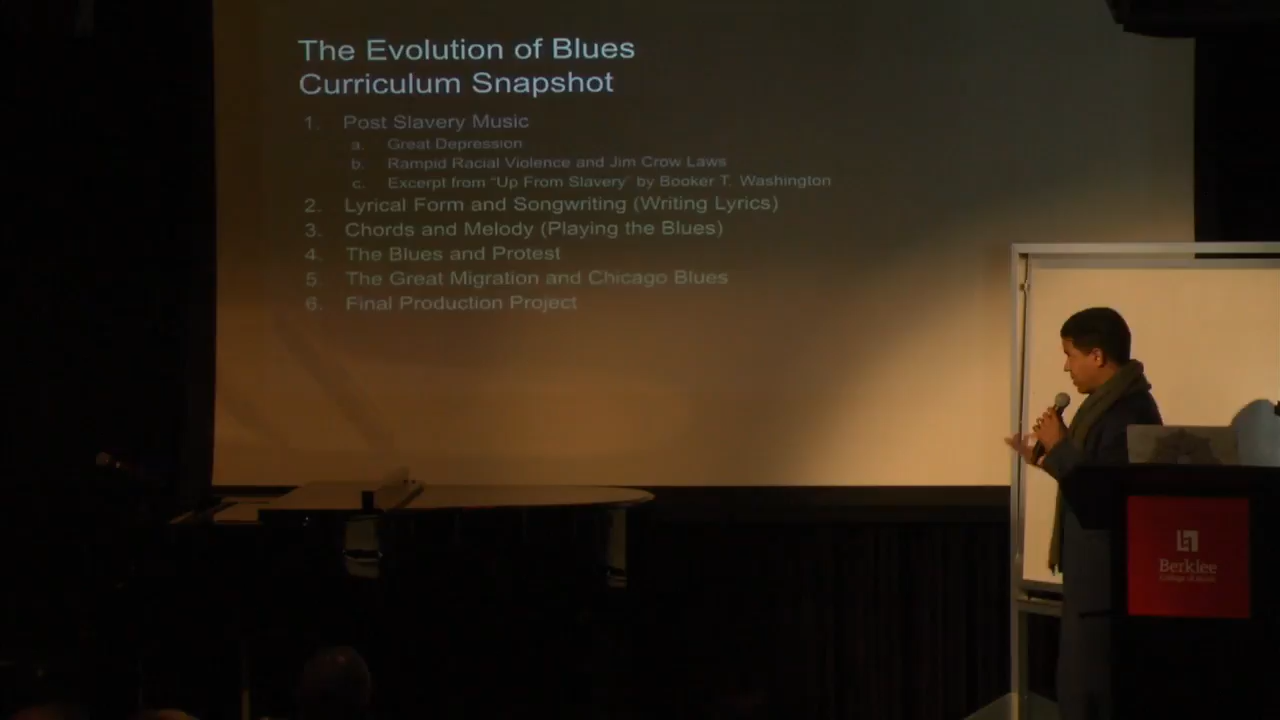 The Evolution of Blues
Curriculum Snapshot
1. Post Slavery Music
a. Great Depression
b. Rampid Racial Violence and Jim Crow Laws
c. Excerpt from "Up From Slavery" by Booker T. Washington
2. Lyrical Form and Songwriting (Writing Lyrics)
3. Chords and Melody (Playing the Blues)
4. The Blues and Protest
5. The Great Migration and Chicago Blues
6. Final Production Project
Berklee
College of Music